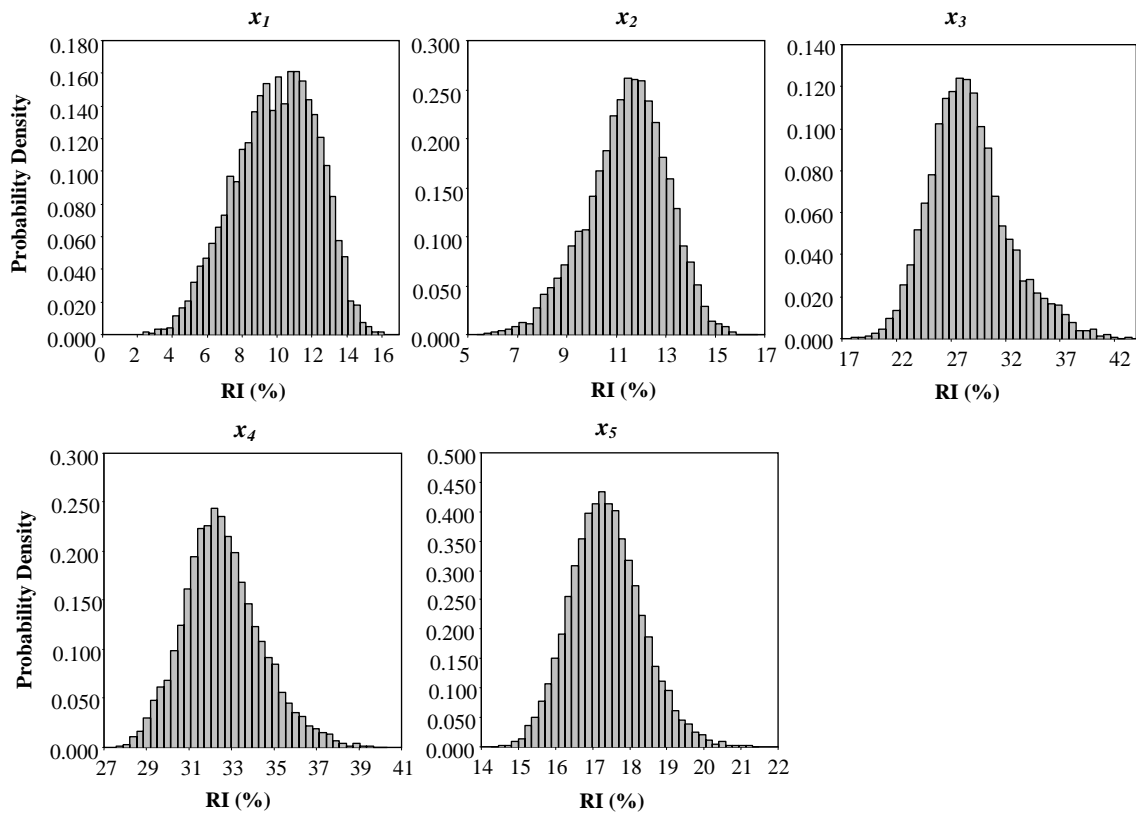 x1
x2
x3
Probability Density
0.180
0.160
0.140
0.120
0.100
0.080
0.060
0.040
0.020
0.000
0 2 4 6 8 10 12 14 16
RI (%)
0.300
0.250
0.200
0.150
0.100
0.050
0.000
5 7 9 11 13 15 17
RI (%)
0.140
0.120
0.100
0.080
0.060
0.040
0.020
0.000
17 22 27 32 37 42
RI (%)
x4
x5
Probability Density
0.300
0.250
0.200
0.150
0.100
0.050
0.000
27 29 31 33 35 37 39 41
RI (%)
0.500
0.450
0.400
0.350
0.300
0.250
0.200
0.150
0.100
0.050
0.000
14 15 16 17 18 19 20 21 22
RI (%)